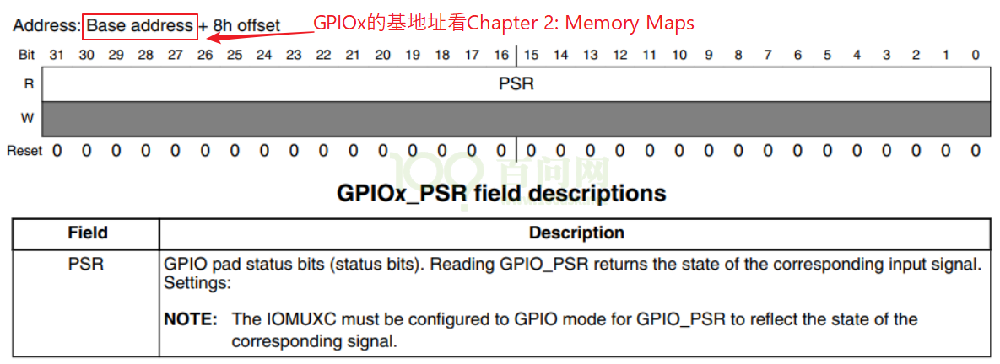 Address: Base address + 8h offset
GPIOx的基地址看Chapter 2: Memory Maps
Bit 31 30 29 28 27 26 25 24 23 22 21 20 19 18 17 16 15 14 13 12 11 10 9 8 7 6 5 4 3 2 1 0
R PSR
W
Reset 0 0 0 0 0 0 0 0 0 0 0 0 0 0 0 0 0 0 0 0 0 0 0 0 0 0 0 0 0 0 0 0
100 百问网
GPIOx_PSR field descriptions
Field Description
PSR GPIO pad status bits (status bits). Reading GPIO_PSR returns the state of the corresponding input signal.
Settings:
NOTE: The IOMUXC must be configured to GPIO mode for GPIO_PSR to reflect the state of the
corresponding signal.